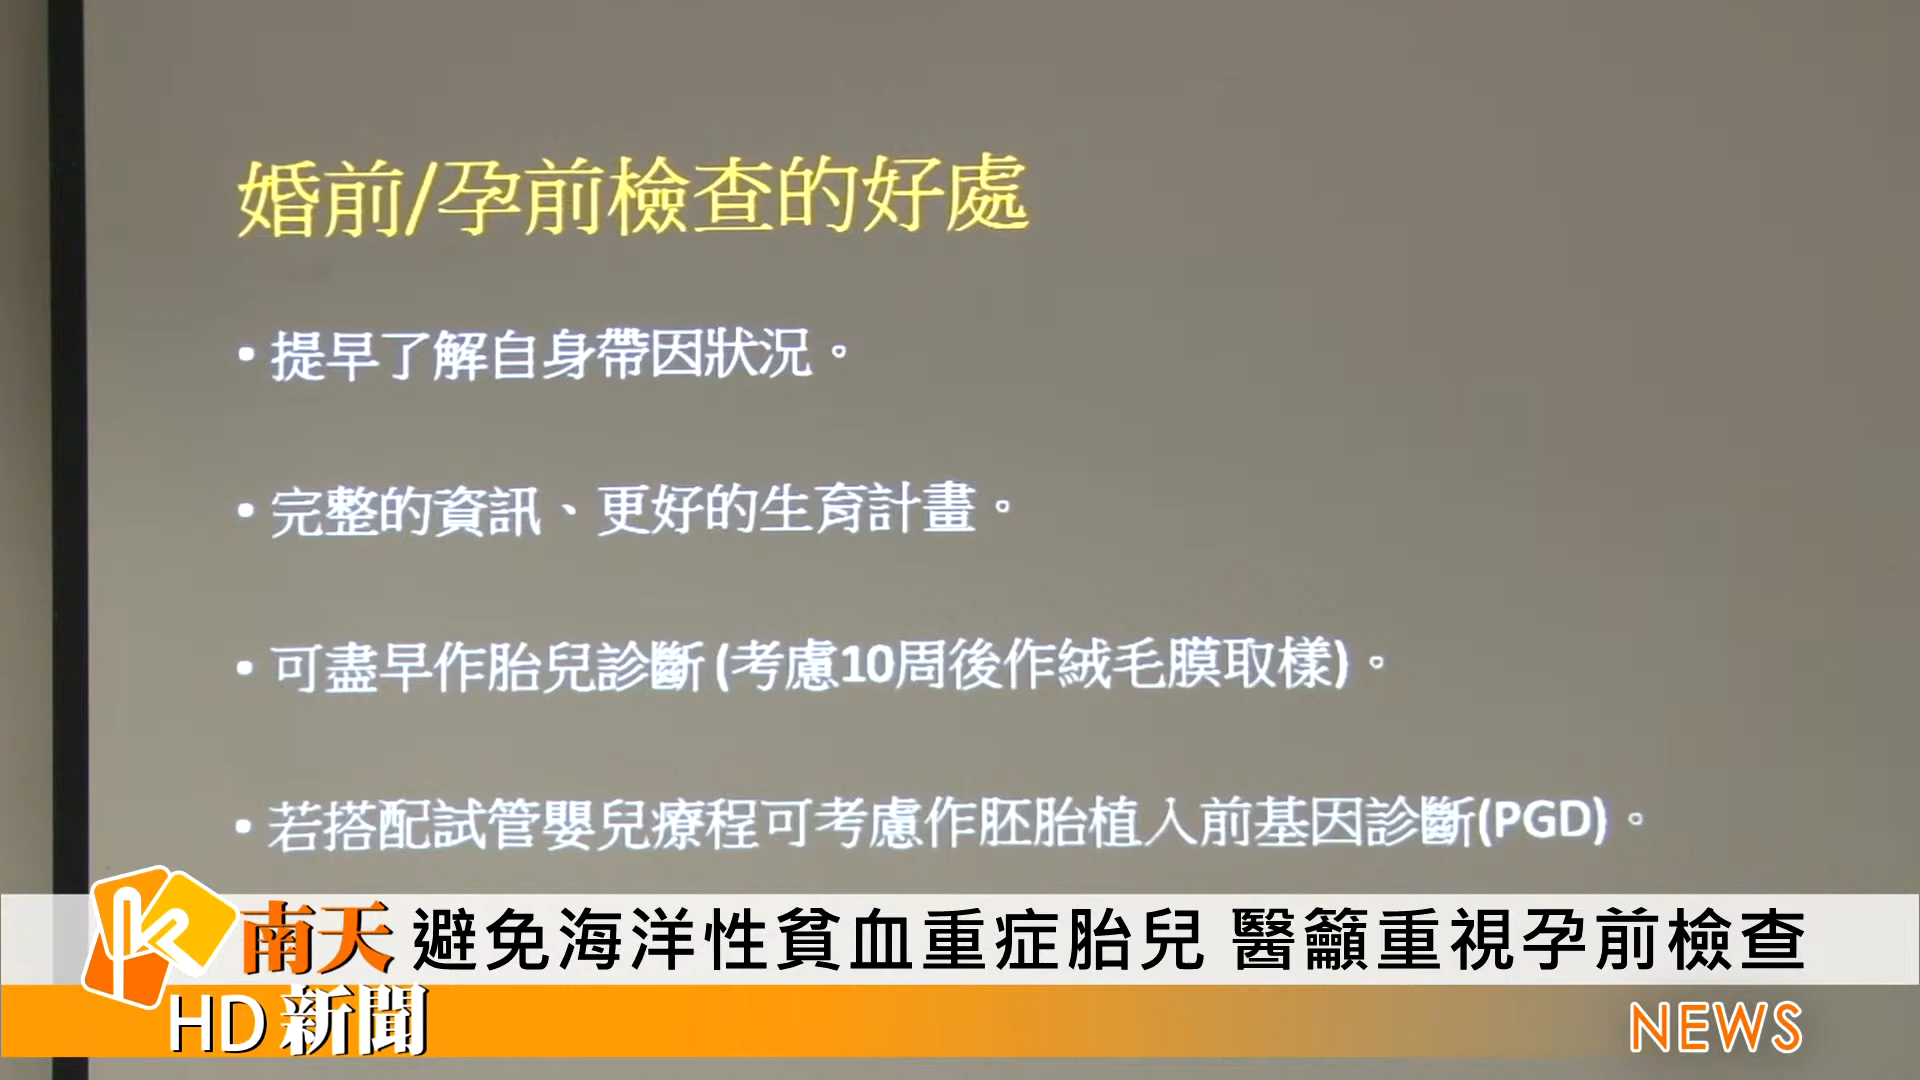 婚前/孕前檢查的好處
• 提早了解自身帶因狀況。
• 完整的資訊、更好的生育計畫。
• 可盡早作胎兒診斷(考慮10周後作絨毛膜取樣)。
• 若搭配試管嬰兒療程可考慮作胚胎植入前基因診斷(PGD)。
南天 避免海洋性貧血重症胎兒 醫籲重視孕前檢查
HD新聞
NEWS